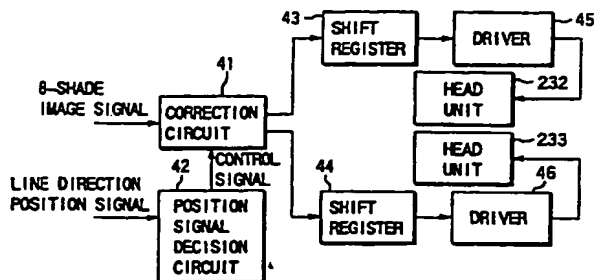 43
SHIFT
REGISTER
45
DRIVER
41
8-SHADE
IMAGE SIGNAL
CORRECTION
CIRCUIT
232
HEAD
UNIT
233
HEAD
UNIT
CONTROL
SIGNAL
42
LINE DIRECTION
POSITION SIGNAL
POSITION
SIGNAL
DECISION
CIRCUIT
44
SHIFT
REGISTER
46
DRIVER